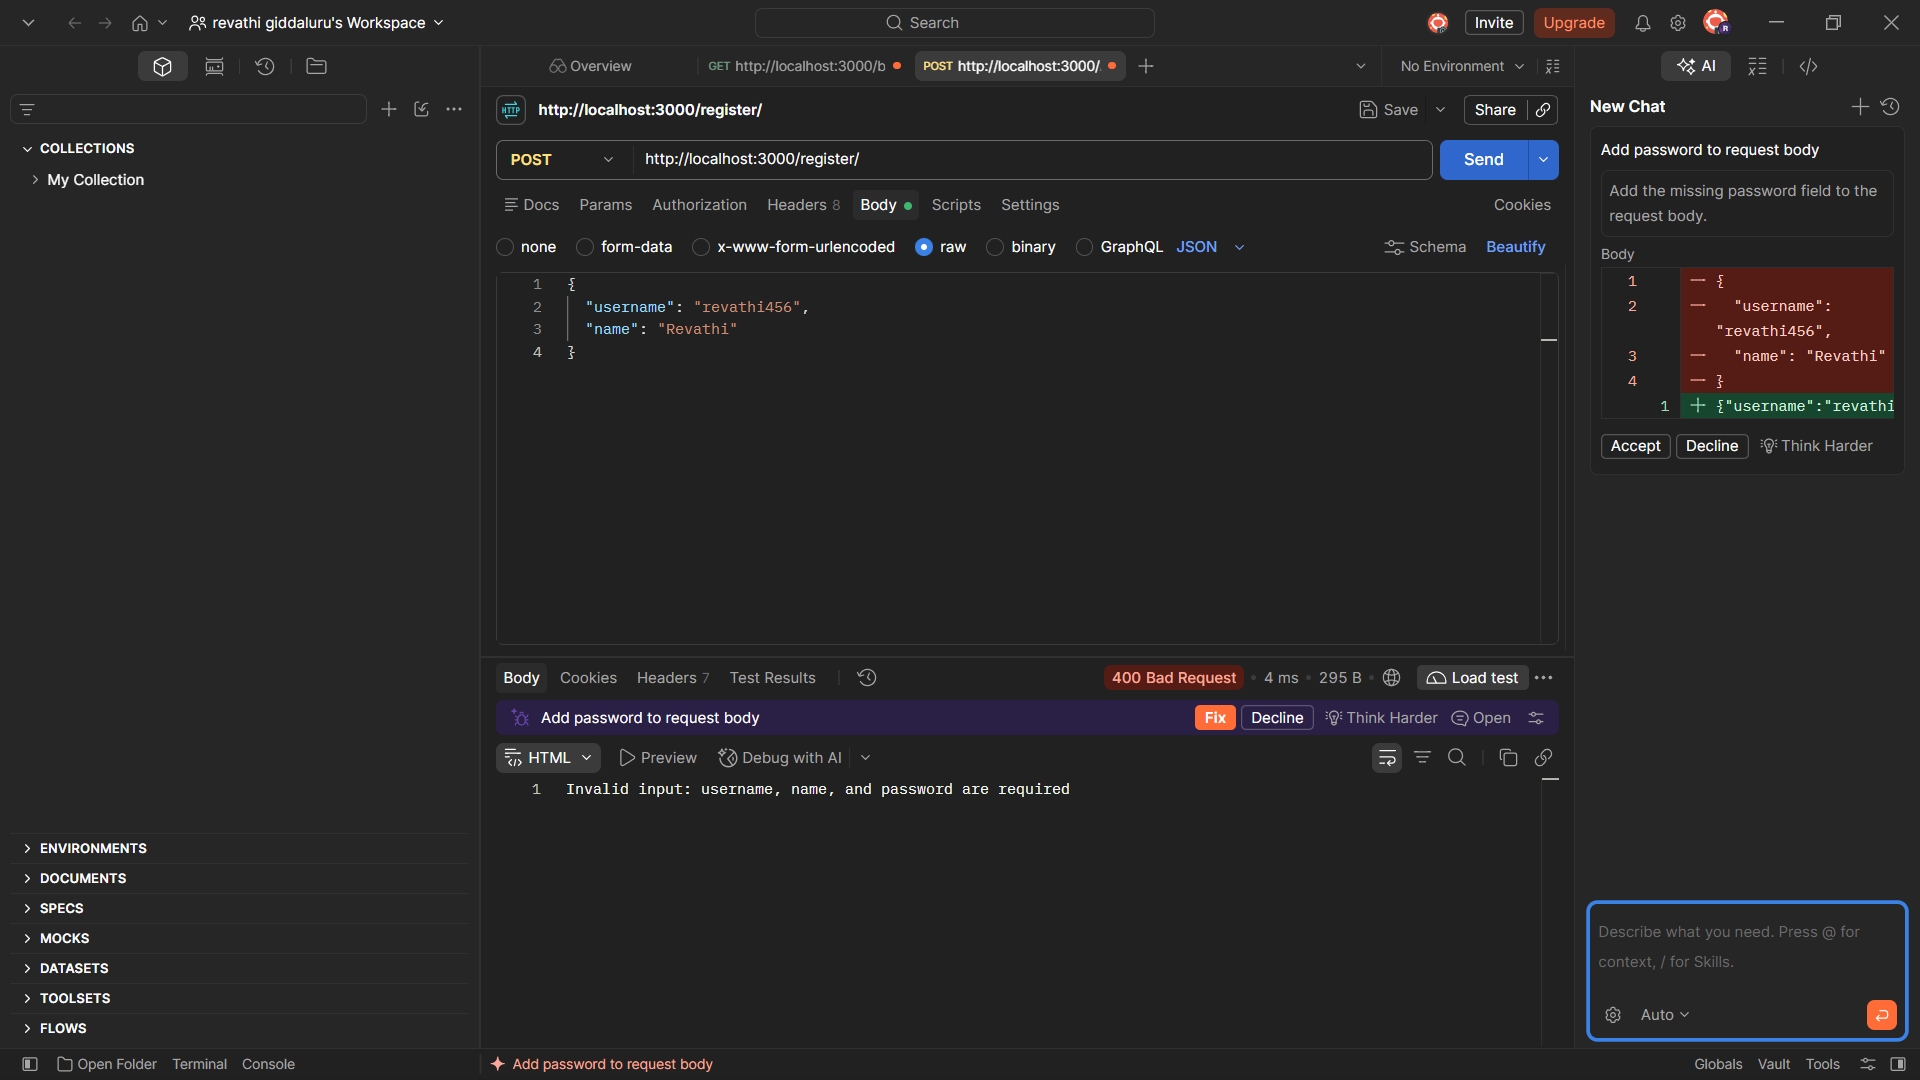 revathi giddaluru's Workspace
Search
Invite
Upgrade
Overview
GET http://localhost:3000/b
POST http://localhost:3000/.
No Environment
AI
http://localhost:3000/register/
Save
Share
New Chat
COLLECTIONS
My Collection
POST
http://localhost:3000/register/
Send
Add password to request body
Add the missing password field to the
request body.
Docs
Params
Authorization
Headers 8
Body
Scripts
Settings
Cookies
none
form-data
x-www-form-urlencoded
raw
binary
GraphQL
JSON
Schema
Beautify
1 {
2 "username": "revathi456",
3 "name": "Revathi"
4 }
Body
1 — {
2 — "username":
"revathi456",
3 — "name": "Revathi"
4 — }
1 + {"username":"revathi
Accept
Decline
Think Harder
Body
Cookies
Headers 7
Test Results
400 Bad Request
4 ms
295 B
Load test
Add password to request body
Fix
Decline
Think Harder
Open
HTML
Preview
Debug with AI
1 Invalid input: username, name, and password are required
ENVIRONMENTS
DOCUMENTS
SPECS
MOCKS
DATASETS
TOOLSETS
FLOWS
Describe what you need. Press @ for
context, / for Skills.
Auto
Open Folder
Terminal
Console
Add password to request body
Globals
Vault
Tools